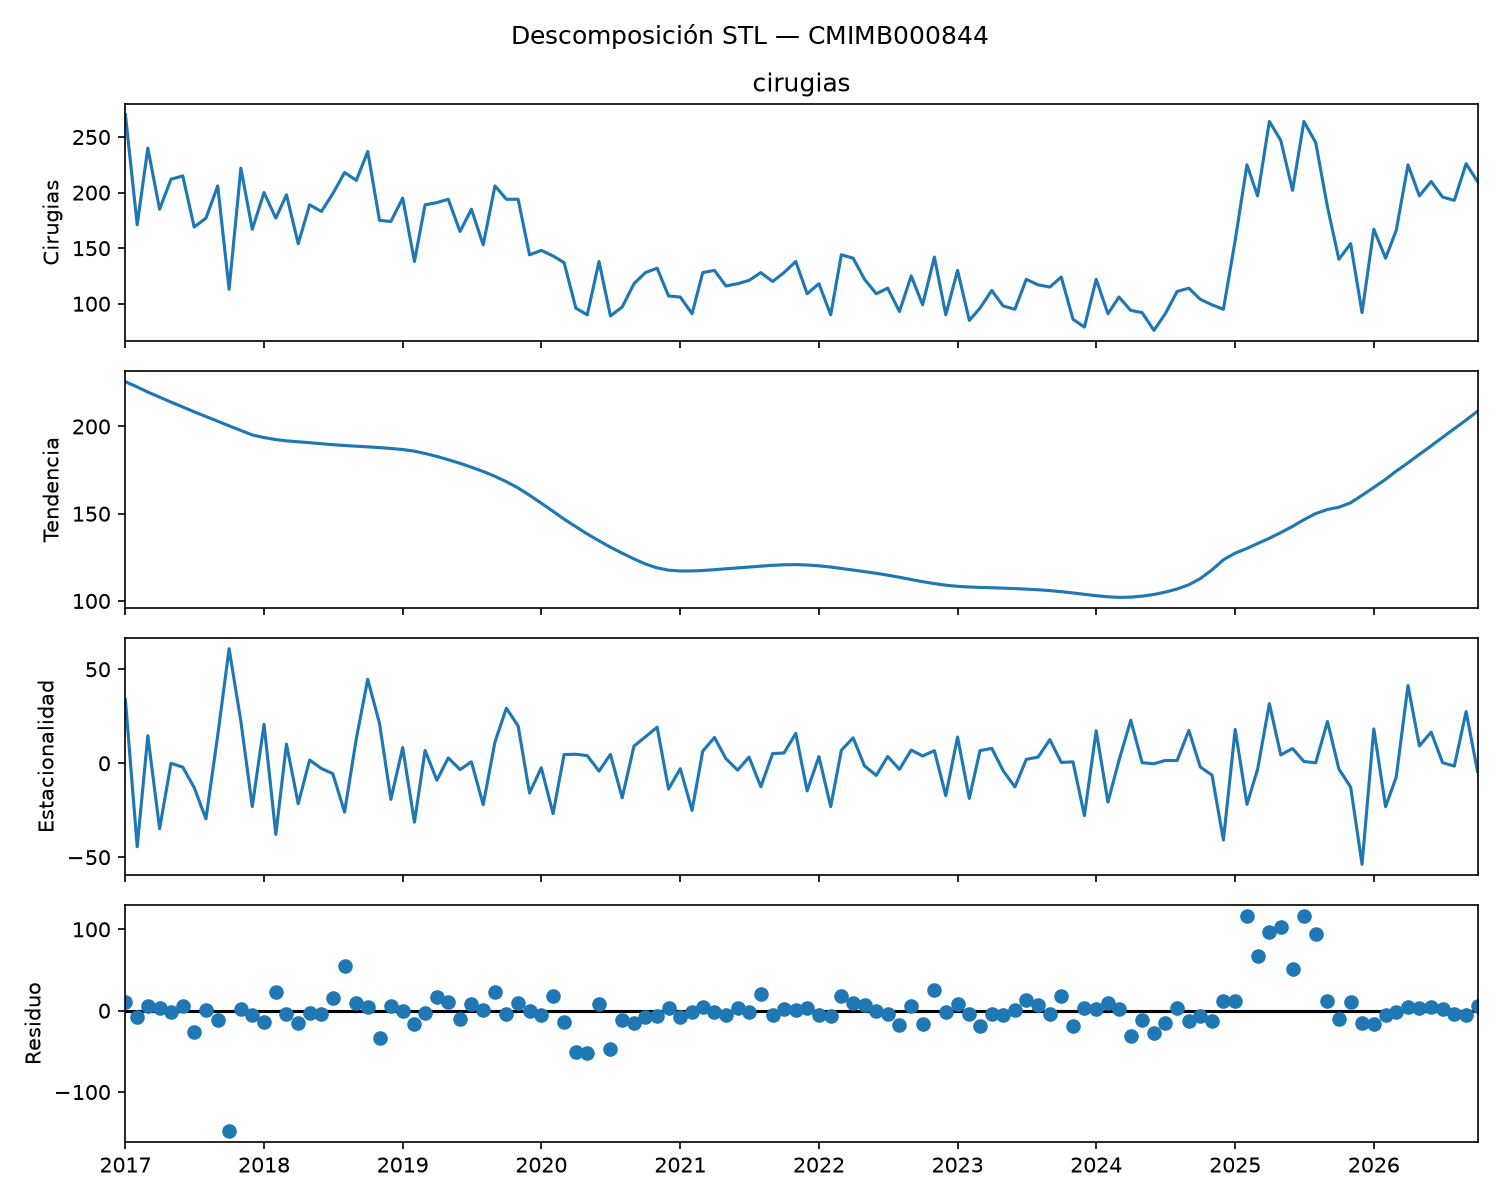 Descomposición STL — CMIMB000844
cirugias
Cirugias
250
200
150
100
Tendencia
200
150
100
Estacionalidad
50
0
−50
Residuo
100
0
−100
2017 2018 2019 2020 2021 2022 2023 2024 2025 2026